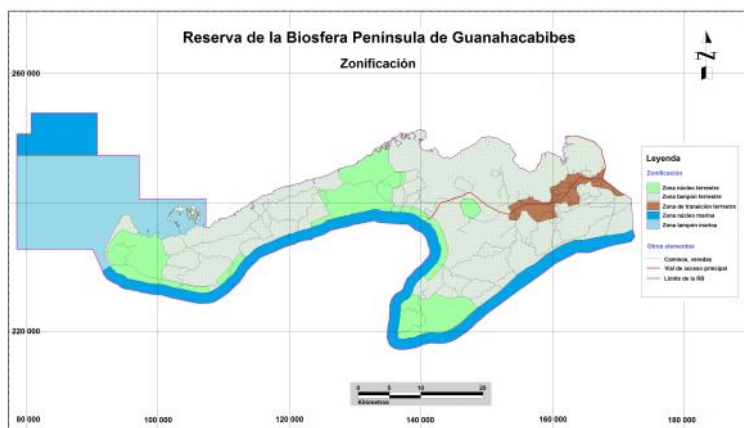 Reserva de la Biosfera Península de Guanahacabibes
Zonificación
260 000
220 000
N
Leyenda
Zonificación
Zona núcleo terrestre
Zona tampón terrestre
Zona de transición terrestre
Zona núcleo marina
Zona tampón marina
Otros elementos
Caminos, veredas
Vial de acceso principal
Límite de la RB
0 5 10 20
Kilómetros
80 000 100 000 120 000 140 000 160 000 180 000